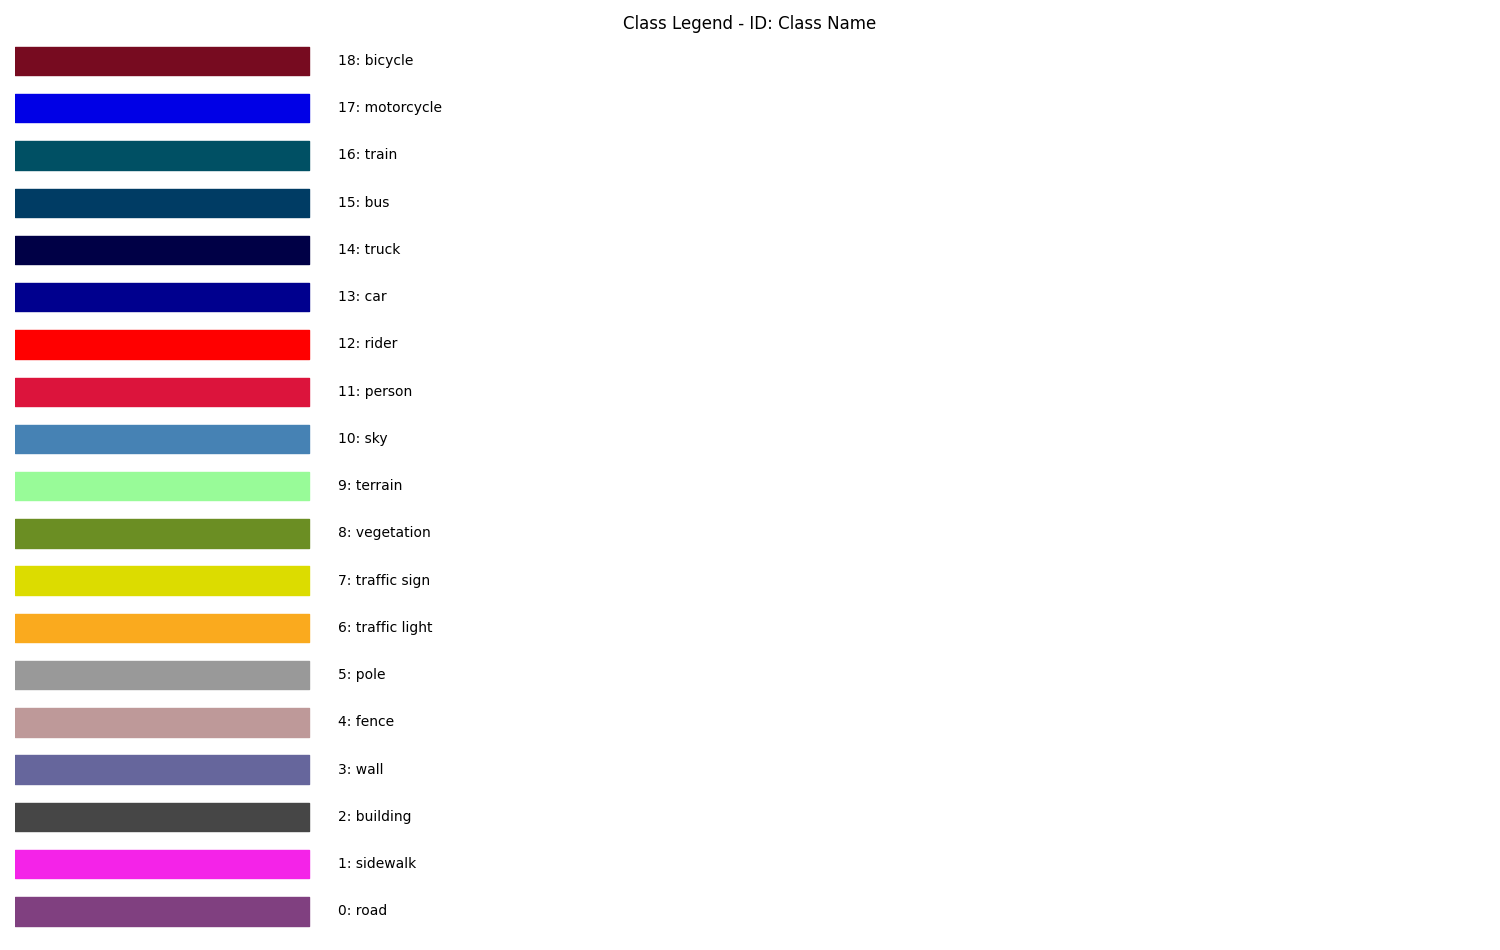 Class Legend - ID: Class Name
18: bicycle
17: motorcycle
16: train
15: bus
14: truck
13: car
12: rider
11: person
10: sky
9: terrain
8: vegetation
7: traffic sign
6: traffic light
5: pole
4: fence
3: wall
2: building
1: sidewalk
0: road